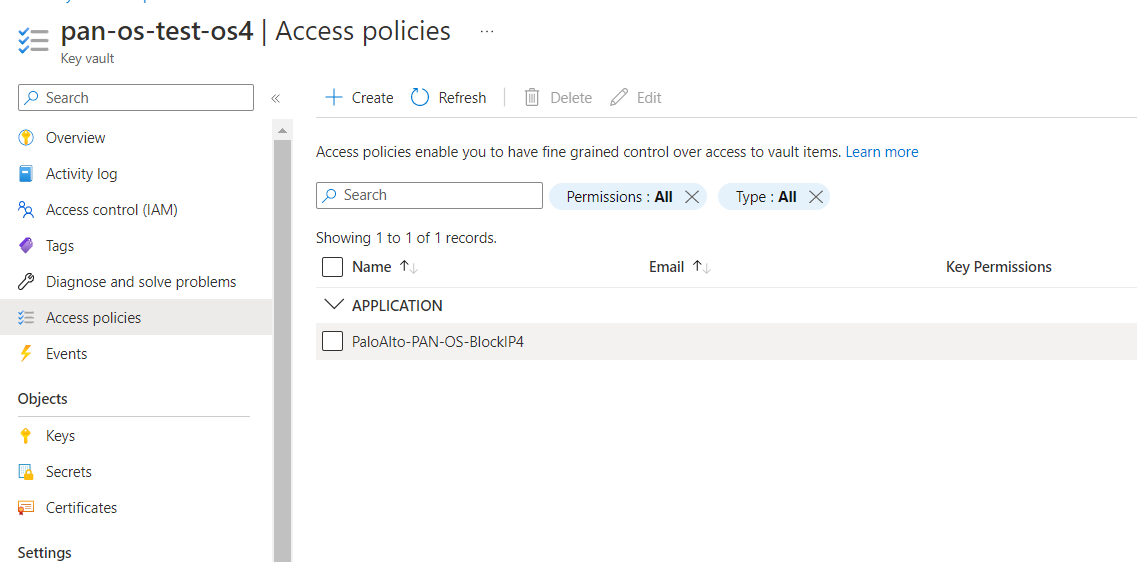 pan-os-test-os4 | Access policies ...
Key vault
Search
«
Overview
Activity log
Access control (IAM)
Tags
Diagnose and solve problems
Access policies
Events
Objects
Keys
Secrets
Certificates
Settings
Create Refresh Delete Edit
Access policies enable you to have fine grained control over access to vault items. Learn more
Search Permissions : All Type : All
Showing 1 to 1 of 1 records.
Name Email Key Permissions
APPLICATION
PaloAlto-PAN-OS-BlockIP4